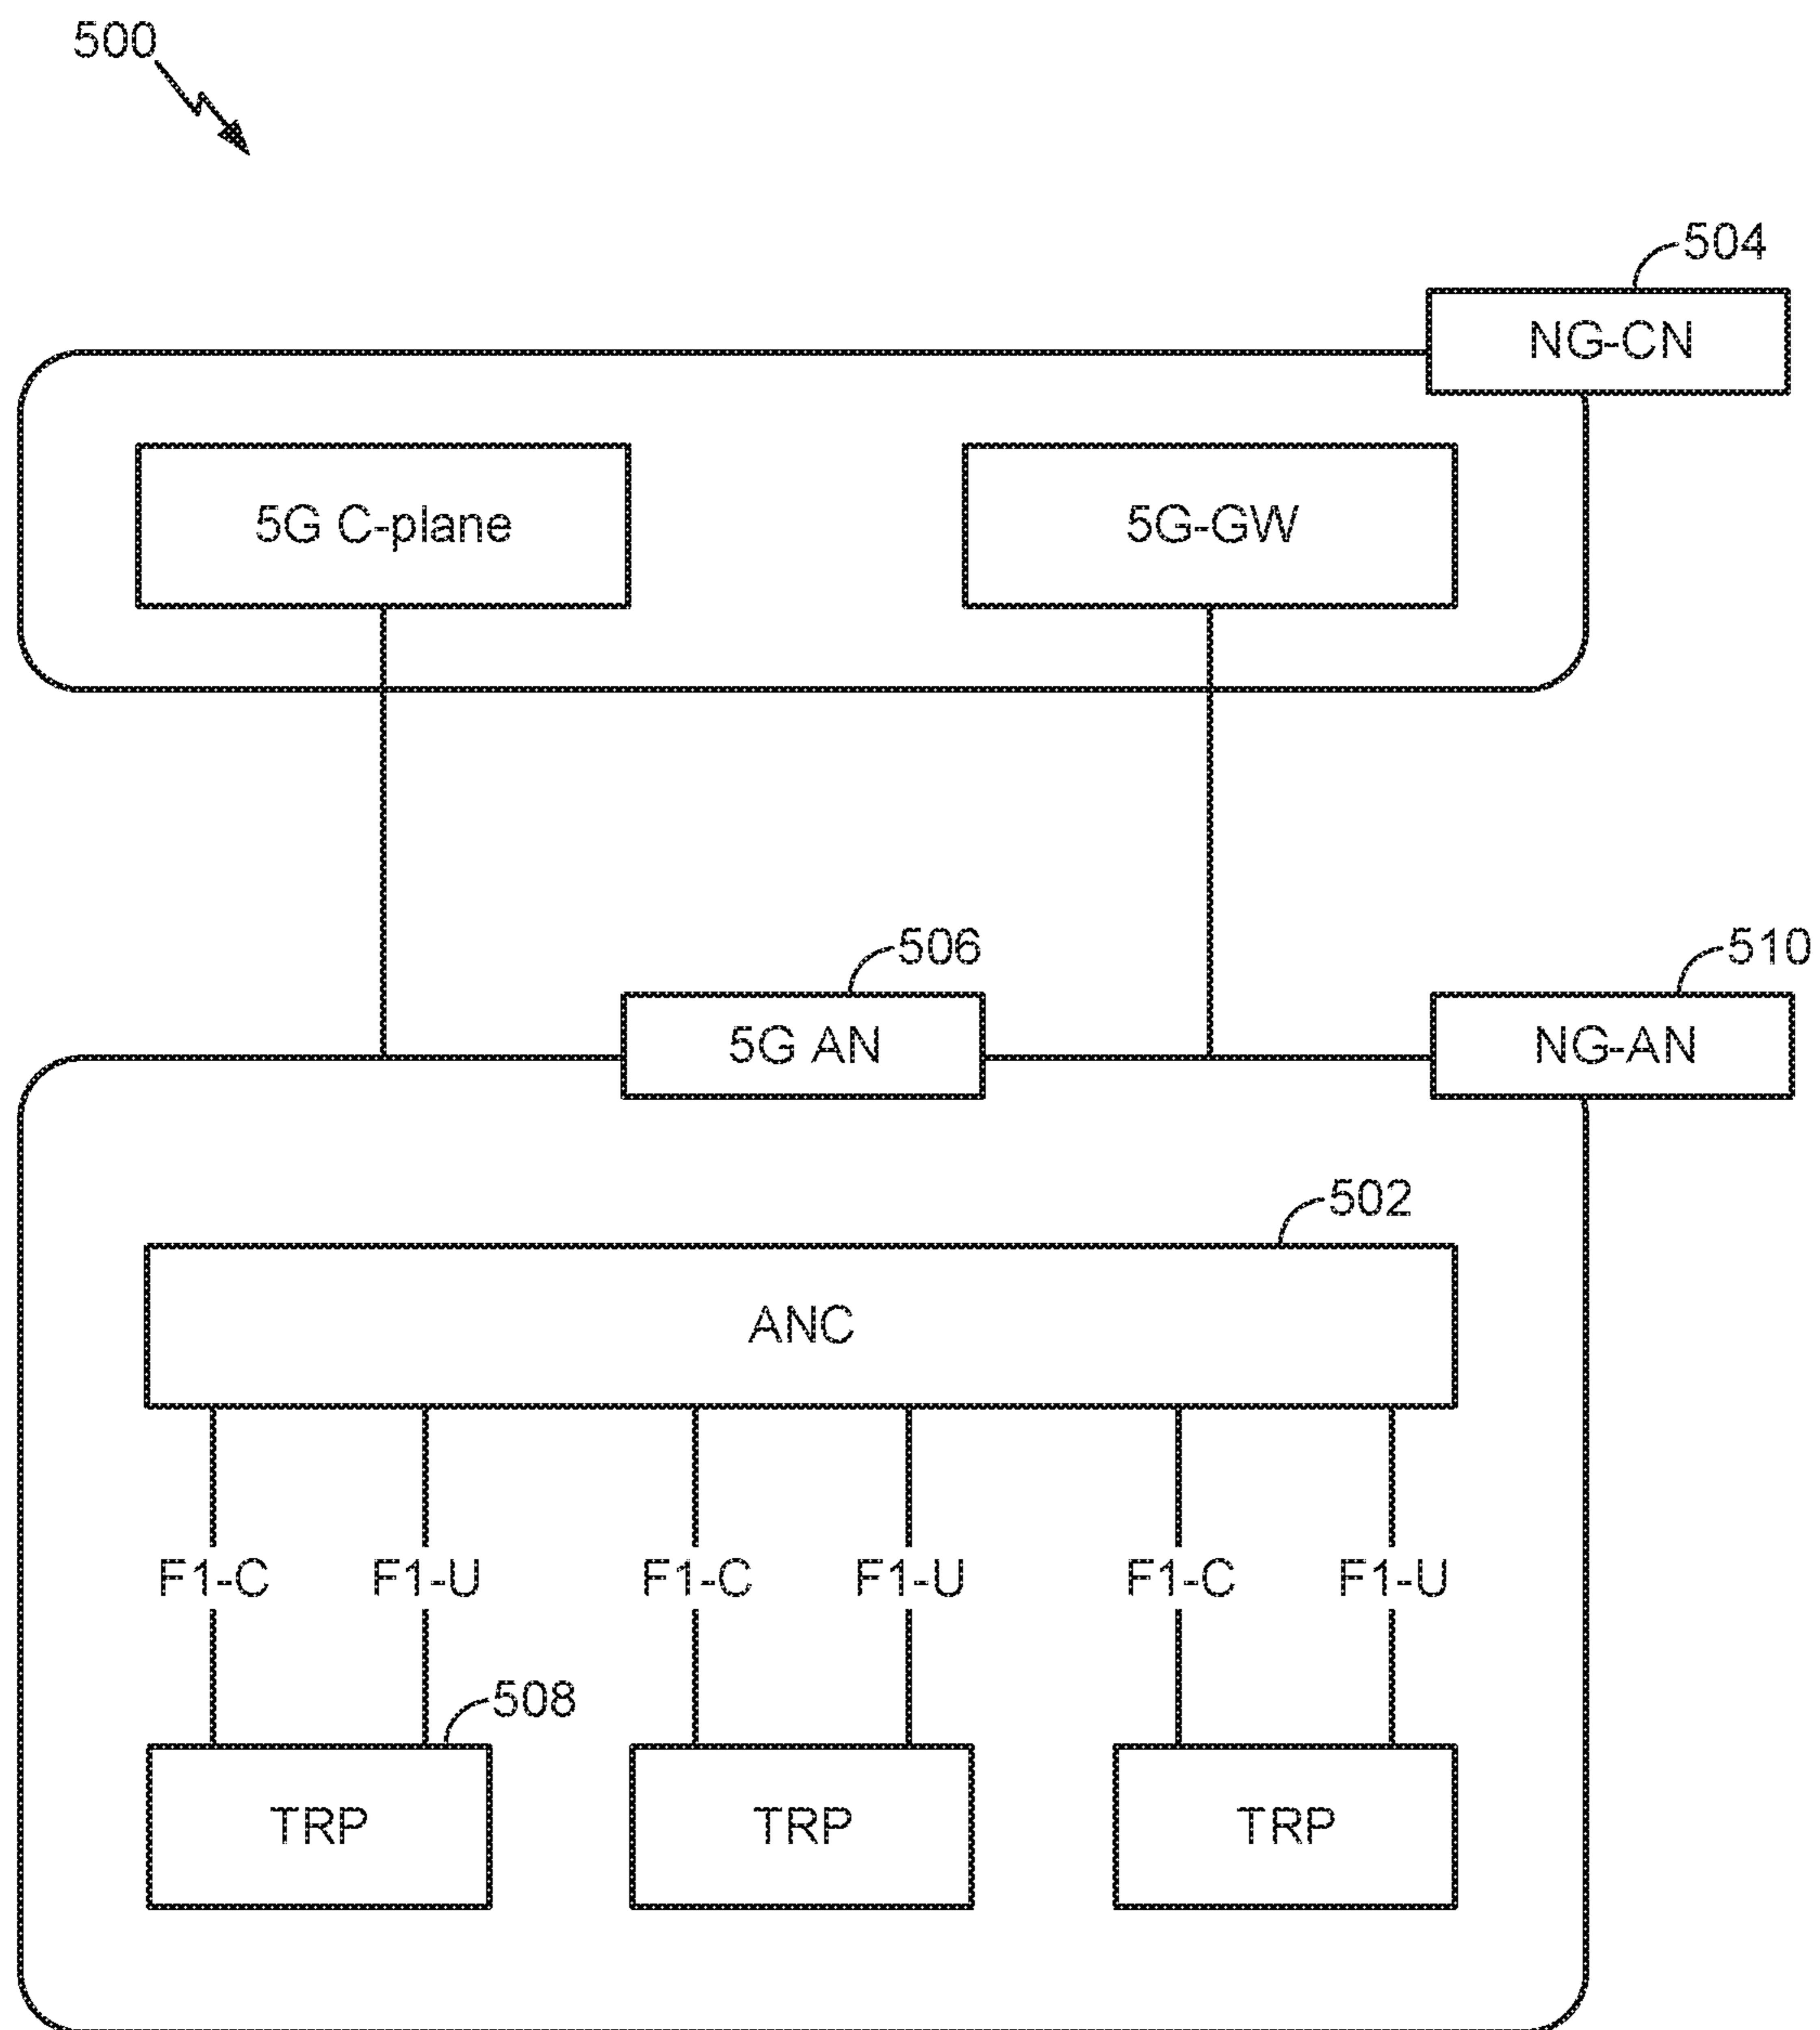 500
504
NG-CN
5G C-plane
5G-GW
506
510
5G AN
NG-AN
502
ANC
F1-C F1-U F1-C F1-U F1-C F1-U
508
TRP TRP TRP